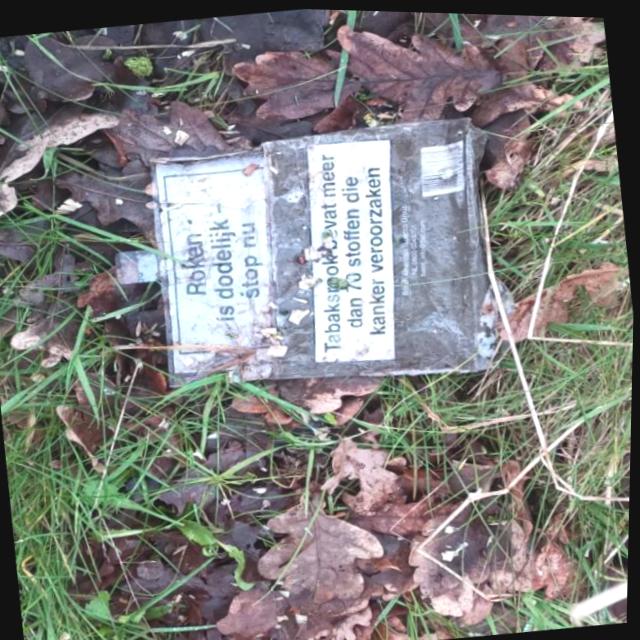 Roken
is dodelijk -
stop nu
Tabaksrook bevat meer
dan 70 stoffen die
kanker veroorzaken